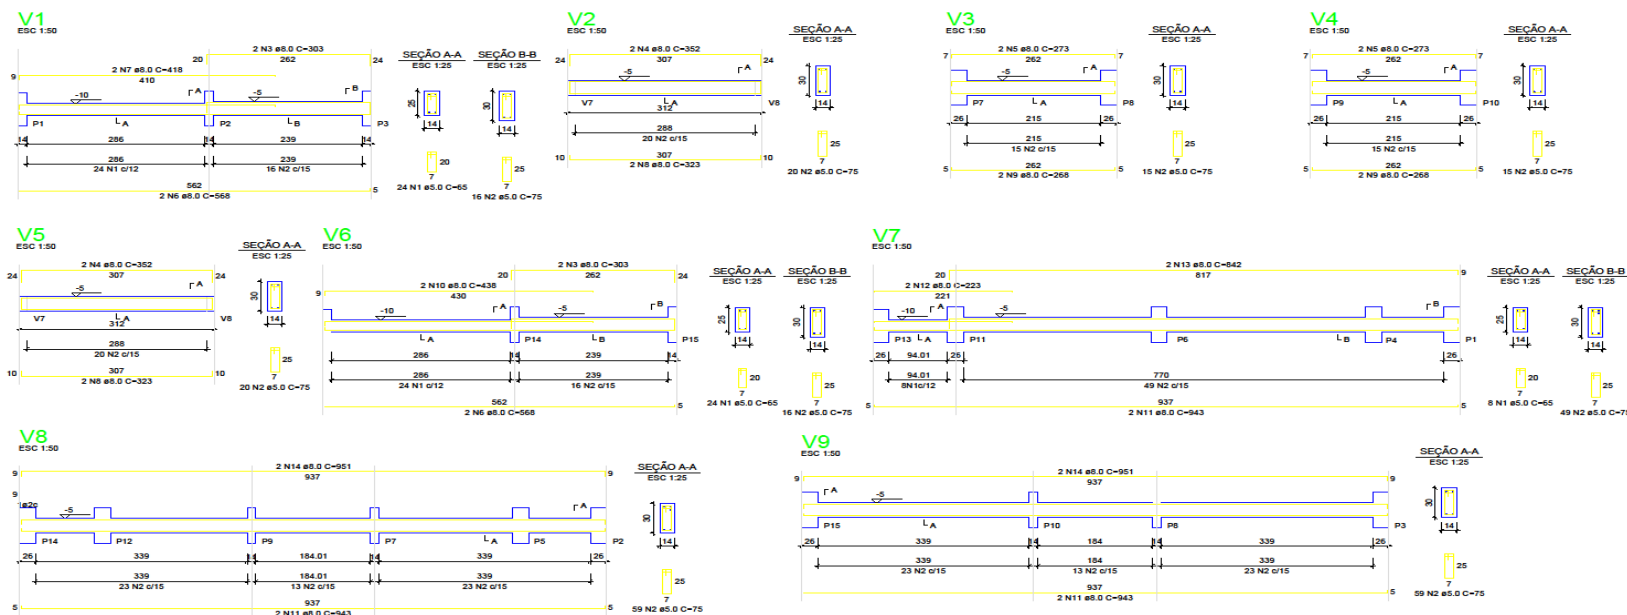 V1
ESC 1:50
2 N3 ø8.0 C=303
20 262 24
2 N7 ø8.0 C=418
9 410
-10 A -5 B
P1 A P2 B P3
14 286 14 239 14
286 239
24 N1 c/12 16 N2 c/15
562
2 N6 ø8.0 C=568 5
SEÇÃO A-A
ESC 1:25
25
14
20
7
24 N1 ø5.0 C=65
SEÇÃO B-B
ESC 1:25
30
14
25
7
16 N2 ø5.0 C=75
V2
ESC 1:50
2 N4 ø8.0 C=352
24 307 24
-5 A
V7 A V8
312
288
20 N2 c/15
10 307 10
2 N8 ø8.0 C=323
SEÇÃO A-A
ESC 1:25
30
14
25
7
20 N2 ø5.0 C=75
V3
ESC 1:50
2 N5 ø8.0 C=273
7 262 7
-5 A
P7 A P8
26 215 26
215
15 N2 c/15
5 262 5
2 N9 ø8.0 C=268
SEÇÃO A-A
ESC 1:25
30
14
25
7
15 N2 ø5.0 C=75
V4
ESC 1:50
2 N5 ø8.0 C=273
7 262 7
-5 A
P9 A P10
26 215 26
215
15 N2 c/15
5 262 5
2 N9 ø8.0 C=268
SEÇÃO A-A
ESC 1:25
30
14
25
7
15 N2 ø5.0 C=75
V5
ESC 1:50
2 N4 ø8.0 C=352
24 307 24
-5 A
V7 A V8
312
288
20 N2 c/15
10 307 10
2 N8 ø8.0 C=323
SEÇÃO A-A
ESC 1:25
30
14
25
7
20 N2 ø5.0 C=75
V6
ESC 1:50
2 N3 ø8.0 C=303
20 262 24
2 N10 ø8.0 C=438
9 430
-10 A -5 B
A P14 B P15
286 14 239 14
286 239
24 N1 c/12 16 N2 c/15
562
2 N6 ø8.0 C=568 5
SEÇÃO A-A
ESC 1:25
25
14
20
7
24 N1 ø5.0 C=65
SEÇÃO B-B
ESC 1:25
30
14
25
7
16 N2 ø5.0 C=75
V7
ESC 1:50
2 N13 ø8.0 C=842
20 817 9
2 N12 ø8.0 C=223
9 221
-10 A -5 B
P13 A P11 P6 B P4 P1
26 94.01 26 770 26
94.01 770
8N1c/12 49 N2 c/15
5 937 5
2 N11 ø8.0 C=943
SEÇÃO A-A
ESC 1:25
25
14
20
7
8 N1 ø5.0 C=65
SEÇÃO B-B
ESC 1:25
30
14
25
7
49 N2 ø5.0 C=75
V8
ESC 1:50
2 N14 ø8.0 C=951
9 937 9
9
-5 A
P14 P12 P9 P7 A P5 P2
26 339 184.01 14 339 26
339 184.01 339
23 N2 c/15 13 N2 c/15 23 N2 c/15
5 937 5
2 N11 ø8.0 C=943
SEÇÃO A-A
ESC 1:25
30
14
25
7
59 N2 ø5.0 C=75
V9
ESC 1:50
2 N14 ø8.0 C=951
9 937 9
A -5
P15 A P10 P8 P3
26 339 14 184 14 339 26
339 184 339
23 N2 c/15 13 N2 c/15 23 N2 c/15
5 937 5
2 N11 ø8.0 C=943
SEÇÃO A-A
ESC 1:25
30
14
25
7
59 N2 ø5.0 C=75